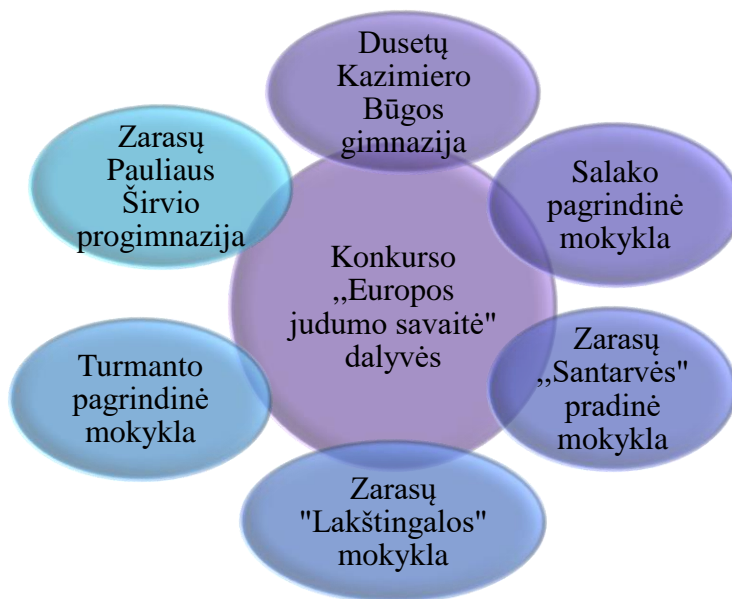 Dusetų
Kazimiero
Būgos
gimnazija
Salako
pagrindinė
mokykla
Zarasų
,,Santarvės"
pradinė
mokykla
Zarasų
"Lakštingalos"
mokykla
Turmanto
pagrindinė
mokykla
Zarasų
Pauliaus
Širvio
progimnazija
Konkurso
,,Europos
judumo savaitė"
dalyvės